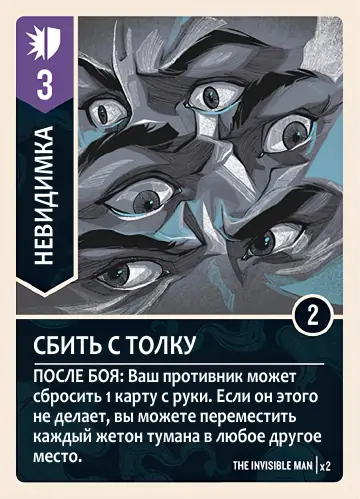 3
НЕВИДИМКА
2
СБИТЬ С ТОЛКУ
ПОСЛЕ БОЯ: Ваш противник может
сбросить 1 карту с руки. Если он этого
не делает, вы можете переместить
каждый жетон тумана в любое другое
место.
THE INVISIBLE MAN | x2